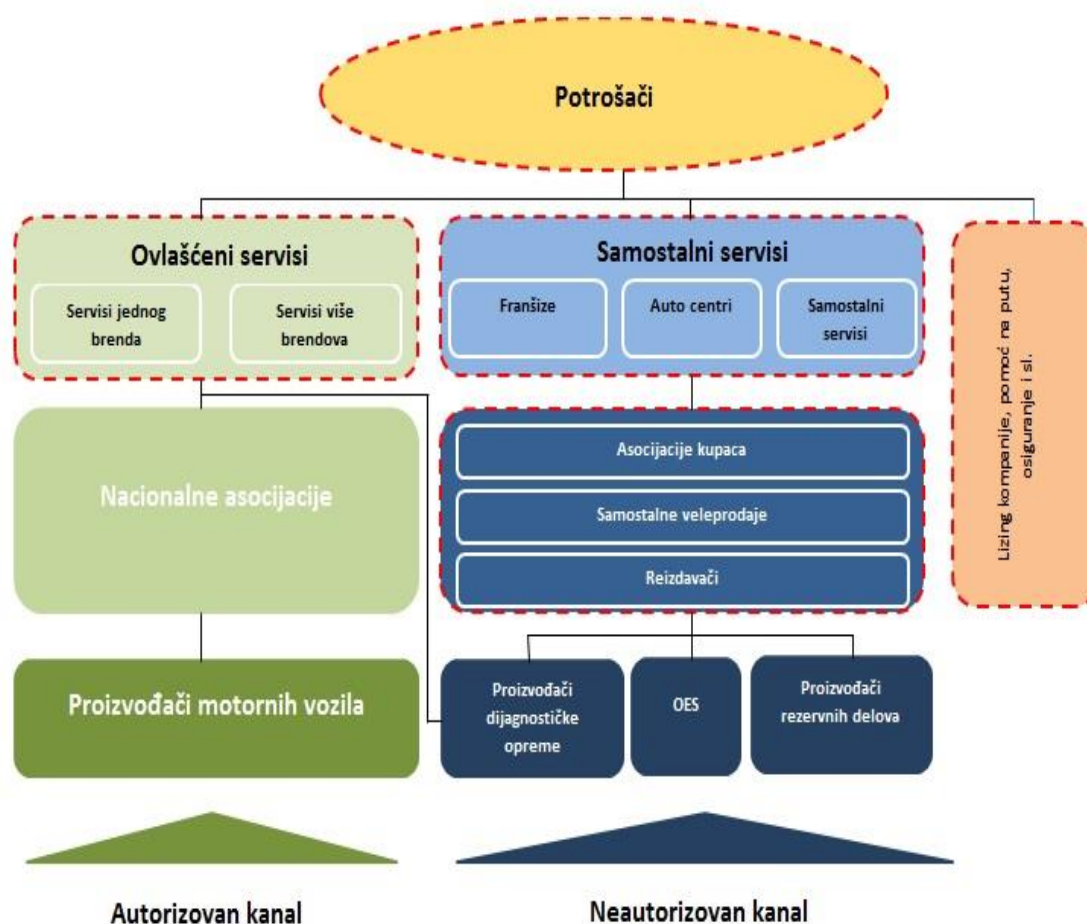 Potrošači
Ovlašćeni servisi
Servisi jednog
brenda
Servisi više
brendova
Samostalni servisi
Franšize
Auto centri
Samostalni
servisi
Lizing kompanije, pomoć na putu,
osiguranje i sl.
Nacionalne asocijacije
Asocijacije kupaca
Samostalne veleprodaje
Reizdavači
Proizvođači motornih vozila
Proizvođači
dijagnostičke
opreme
OES
Proizvođači
rezervnih delova
Autorizovan kanal
Neautorizovan kanal